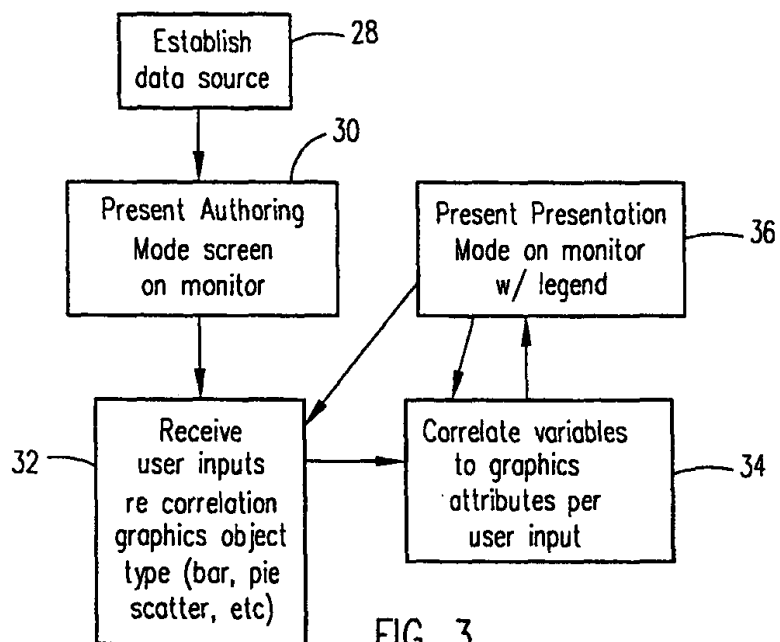 Establish
data source
28
30
Present Authoring
Mode screen
on monitor
Present Presentation
Mode on monitor
w/ legend
36
32
Receive
user inputs
re correlation
graphics object
type (bar, pie
scatter, etc)
Correlate variables
to graphics
attributes per
user input
34
FIG. 3